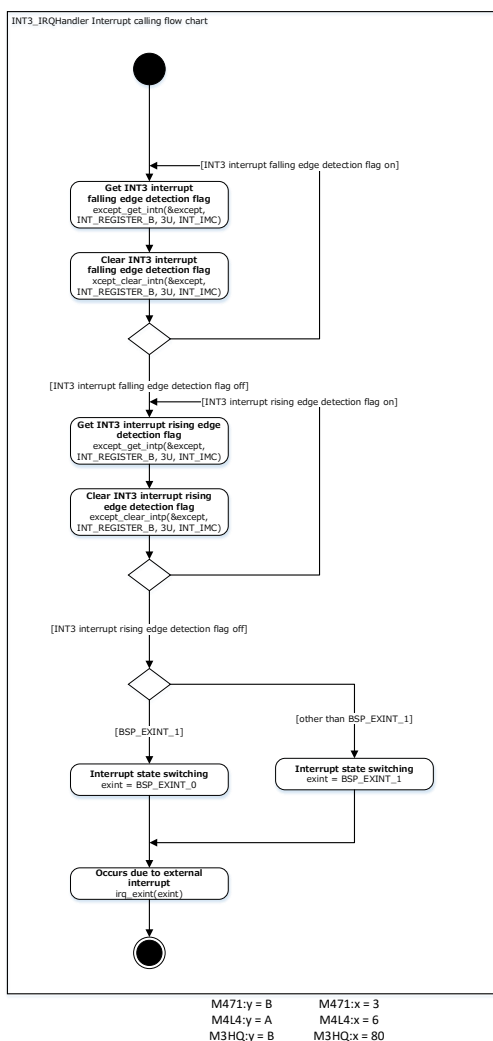 INT3_IRQHandler Interrupt calling flow chart
[INT3 interrupt falling edge detection flag on]
Get INT3 interrupt
falling edge detection flag
except_get_intn(&except,
INT_REGISTER_B, 3U, INT_IMC)
Clear INT3 interrupt
falling edge detection flag
xcept_clear_intn(&except,
INT_REGISTER_B, 3U, INT_IMC)
[INT3 interrupt falling edge detection flag off]
[INT3 interrupt rising edge detection flag on]
Get INT3 interrupt rising edge
detection flag
except_get_intp(&except,
INT_REGISTER_B, 3U, INT_IMC)
Clear INT3 interrupt rising
edge detection flag
except_clear_intp(&except,
INT_REGISTER_B, 3U, INT_IMC)
[INT3 interrupt rising edge detection flag off]
[BSP_EXINT_1]
[other than BSP_EXINT_1]
Interrupt state switching
exint = BSP_EXINT_0
Interrupt state switching
exint = BSP_EXINT_1
Occurs due to external
interrupt
irq_exint(exint)
M471:y = B M471:x = 3
M4L4:y = A M4L4:x = 6
M3HQ:y = B M3HQ:x = 80